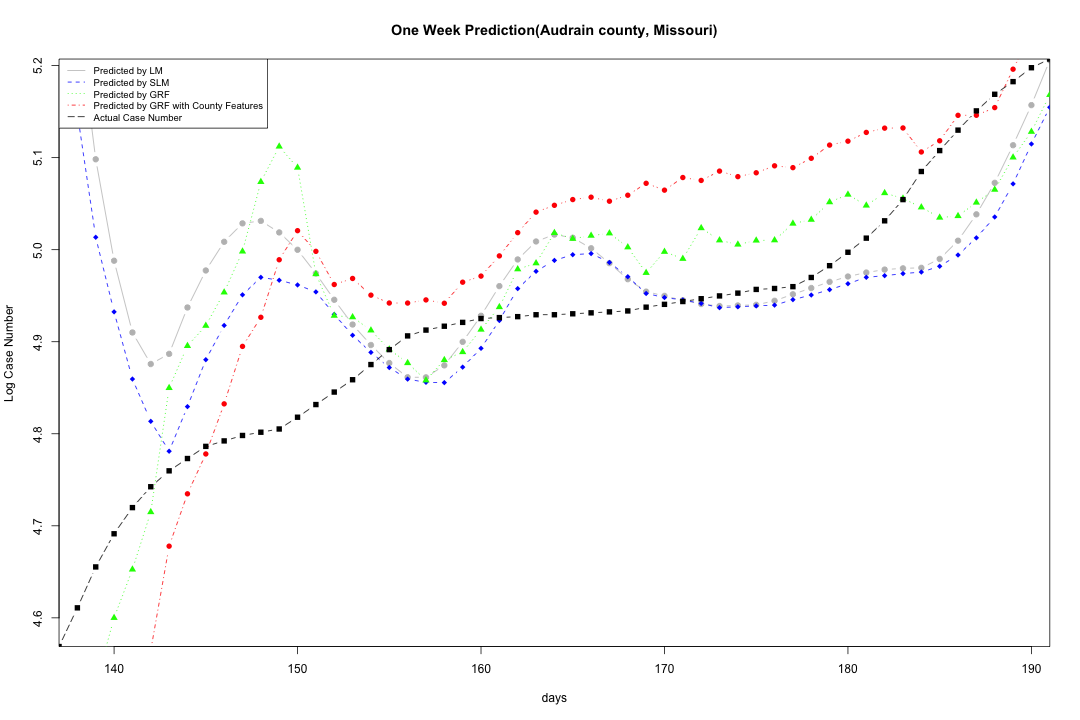 One Week Prediction(Audrain county, Missouri)
Predicted by LM
Predicted by SLM
Predicted by GRF
Predicted by GRF with County Features
Actual Case Number
Log Case Number
5.2
5.1
5.0
4.9
4.8
4.7
4.6
140 150 160 170 180 190
days